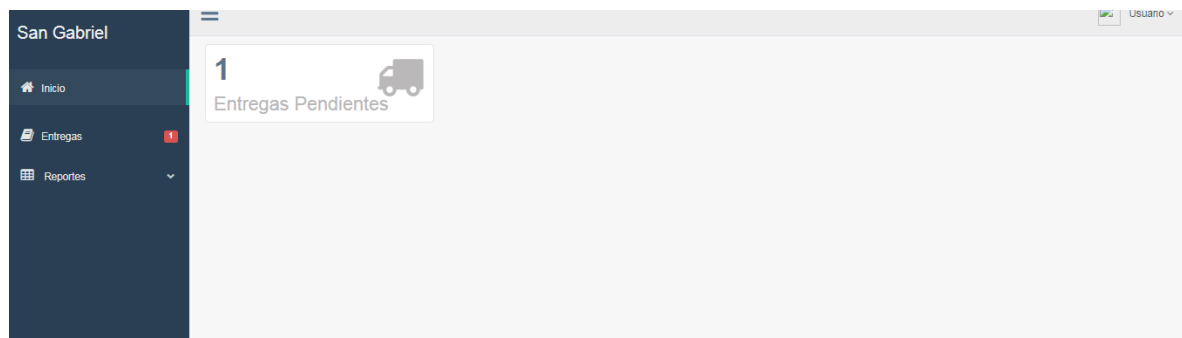 San Gabriel
Usuario
Inicio
Entregas 1
Reportes
1
Entregas Pendientes